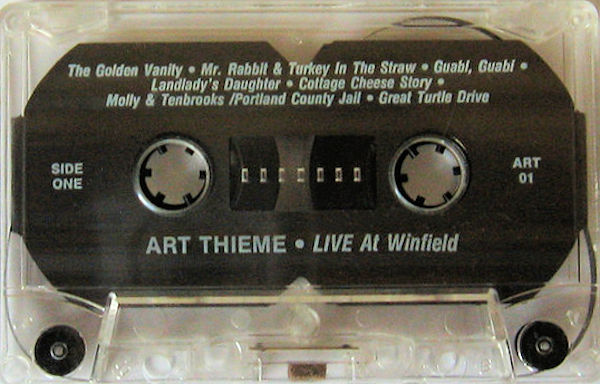 The Golden Vanity • Mr. Rabbit & Turkey In The Straw • Guabi, Guabi •
Landlady's Daughter • Cottage Cheese Story •
Molly & Tenbrooks /Portland County Jail • Great Turtle Drive
SIDE
ONE
ART
01
ART THIEME • LIVE At Winfield